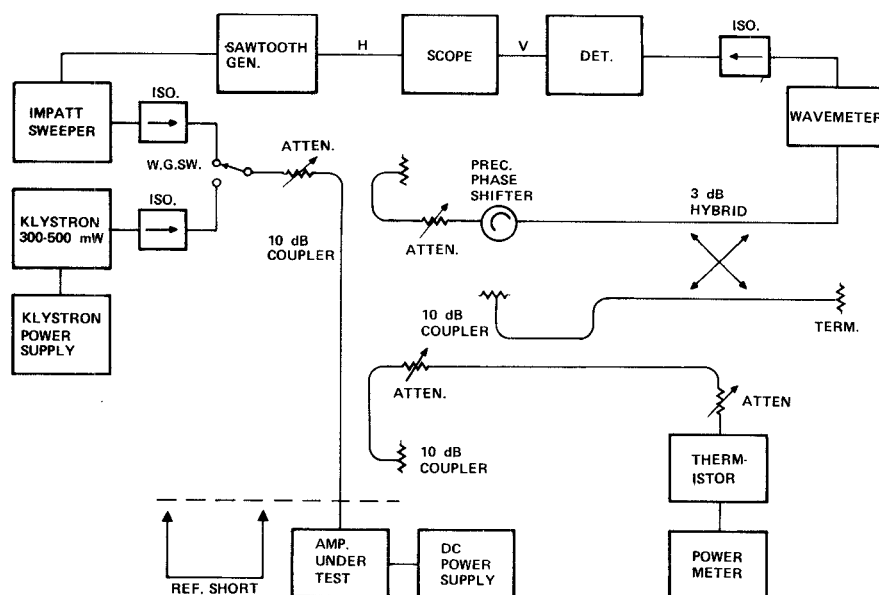 SAWTOOTH
GEN.
H
SCOPE
V
DET.
ISO.
IMPATT
SWEEPER
ISO.
WAVEMETER
W.G.SW.
ATTEN.
PREC.
PHASE
SHIFTER
3 dB
HYBRID
KLYSTRON
300-500 mW
ISO.
10 dB
COUPLER
ATTEN.
KLYSTRON
POWER
SUPPLY
10 dB
COUPLER
TERM.
ATTEN.
ATTEN
10 dB
COUPLER
THERM-
ISTOR
AMP.
UNDER
TEST
DC
POWER
SUPPLY
POWER
METER
REF. SHORT